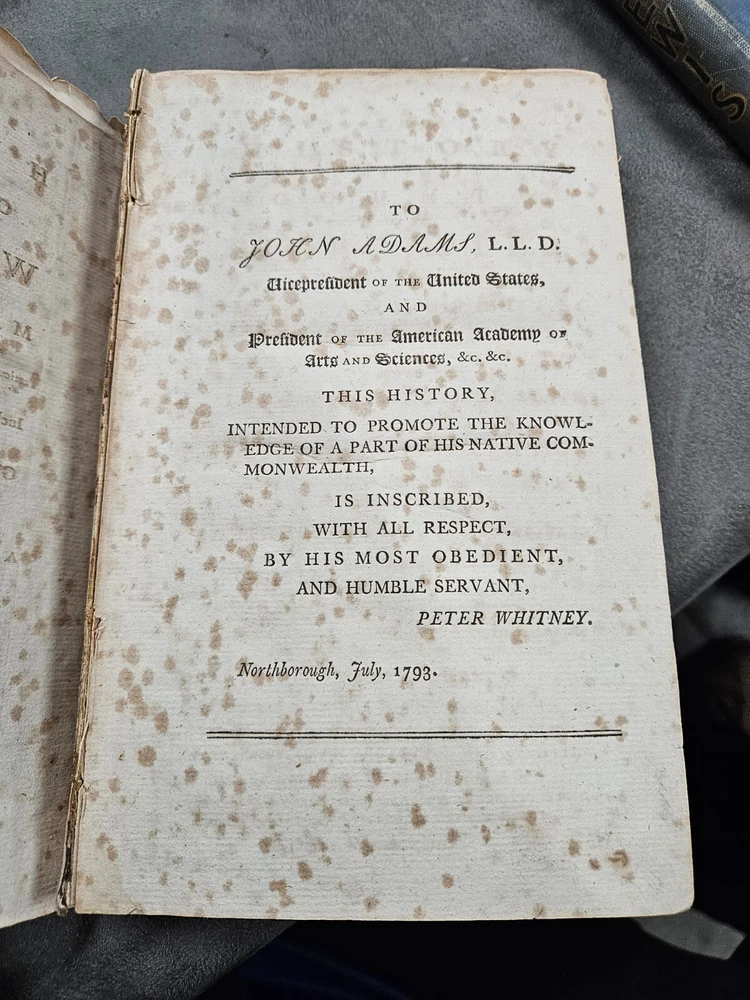 TO
JOHN ADAMS, L. L. D.
Vicepreſident OF THE United States,
AND
Preſident OF THE American Academy OF
Arts AND Sciences, &c. &c.
THIS HISTORY,
INTENDED TO PROMOTE THE KNOWL-
EDGE OF A PART OF HIS NATIVE COM-
MONWEALTH,
IS INSCRIBED,
WITH ALL RESPECT,
BY HIS MOST OBEDIENT,
AND HUMBLE SERVANT,
PETER WHITNEY.
Northborough, July, 1793.